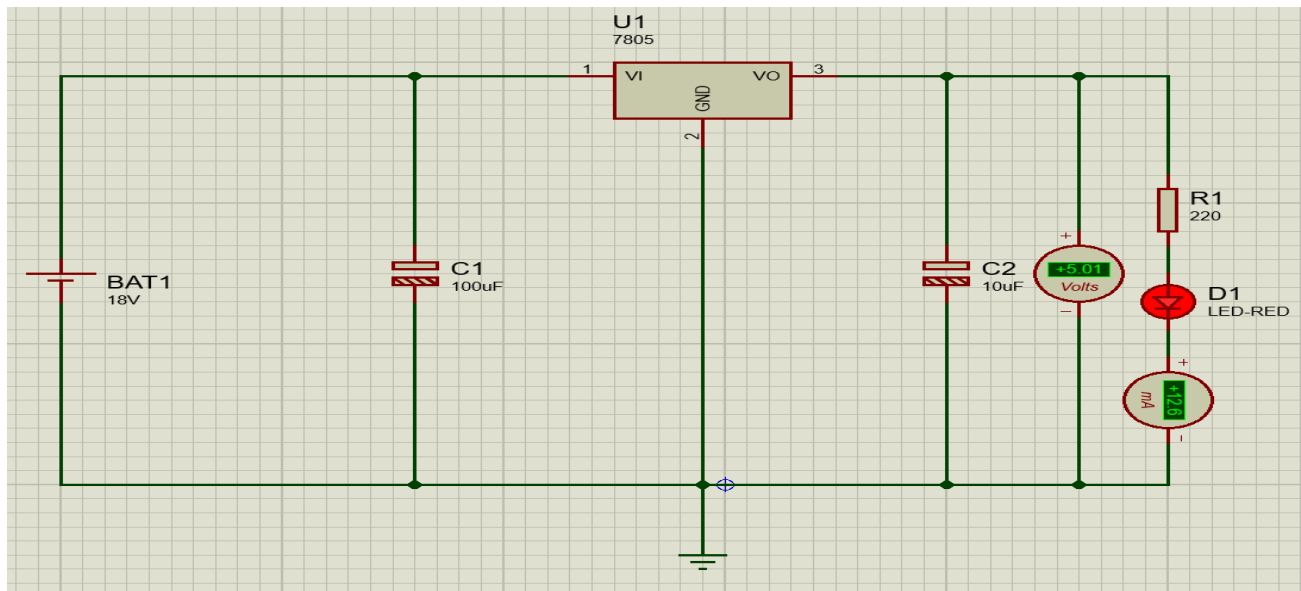 U1
7805
1
VI
VO
3
GND
2
BAT1
18V
C1
100uF
C2
10uF
+
+5.01
Volts
−
R1
220
D1
LED-RED
+
+12.6
mA
−